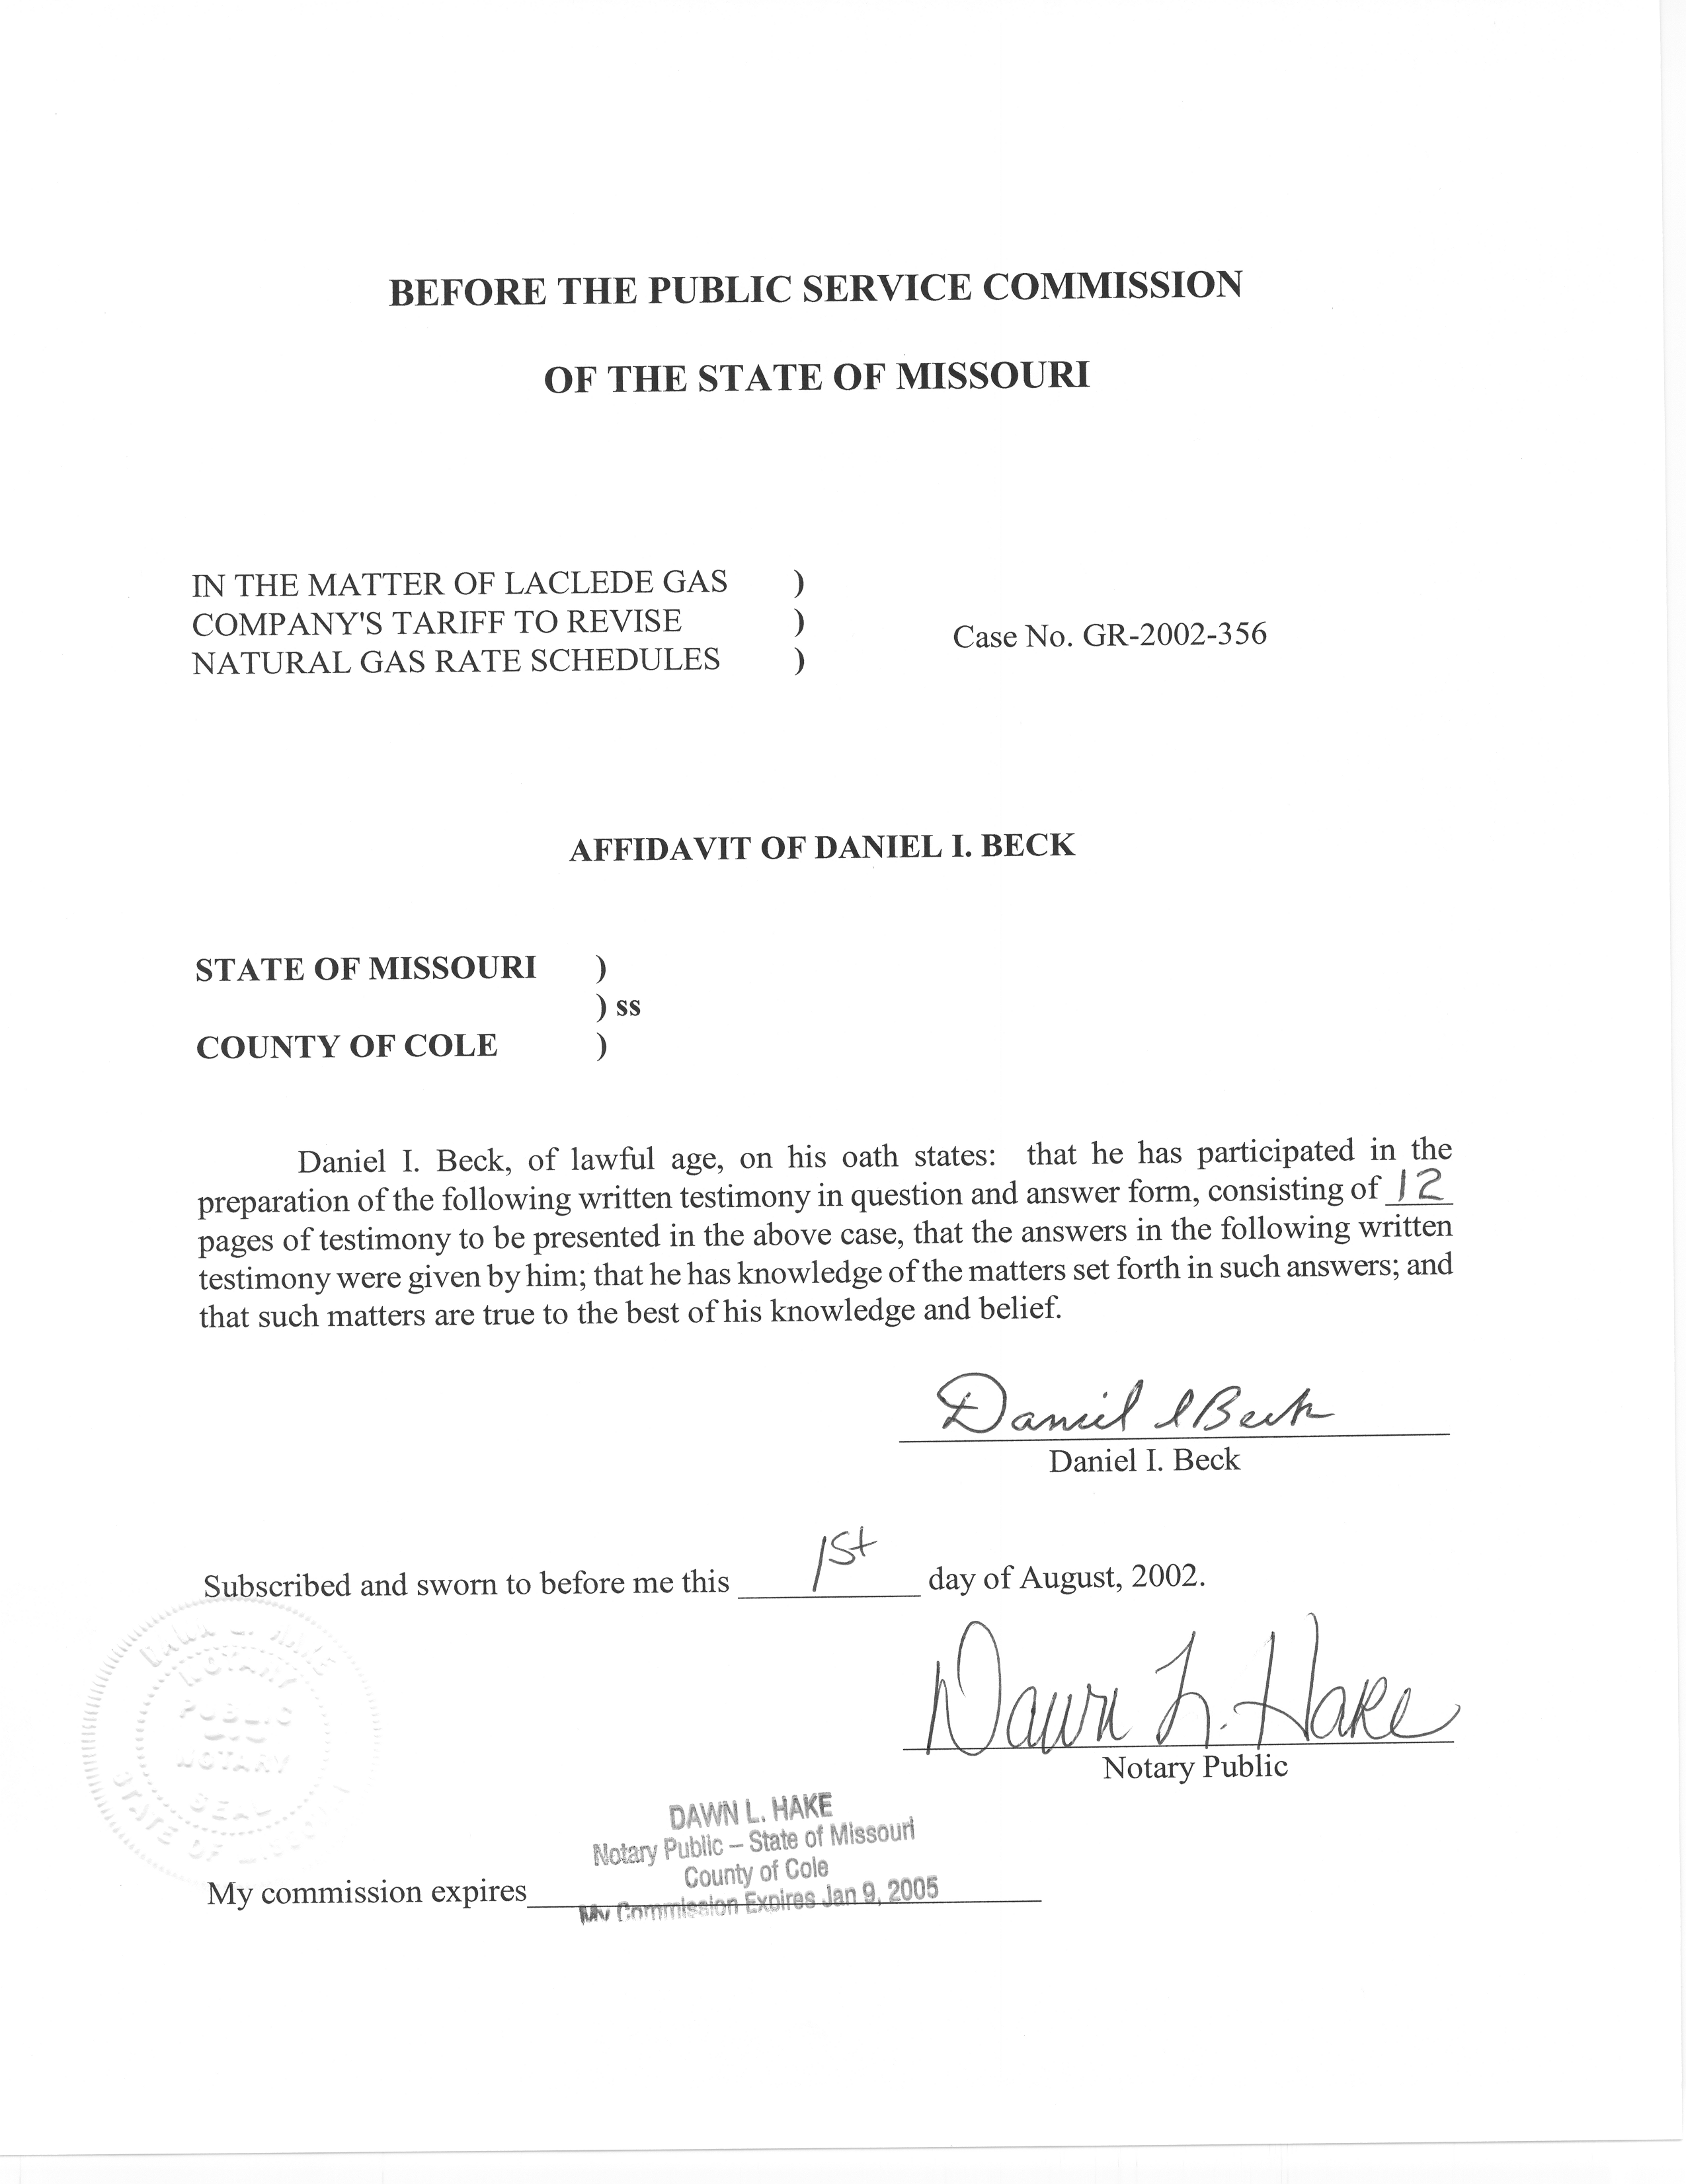 BEFORE THE PUBLIC SERVICE COMMISSION
OF THE STATE OF MISSOURI
IN THE MATTER OF LACLEDE GAS )
COMPANY'S TARIFF TO REVISE ) Case No. GR-2002-356
NATURAL GAS RATE SCHEDULES )
AFFIDAVIT OF DANIEL I. BECK
STATE OF MISSOURI )
) ss
COUNTY OF COLE )
Daniel I. Beck, of lawful age, on his oath states: that he has participated in the
preparation of the following written testimony in question and answer form, consisting of 12
pages of testimony to be presented in the above case, that the answers in the following written
testimony were given by him; that he has knowledge of the matters set forth in such answers; and
that such matters are true to the best of his knowledge and belief.
Daniel I Beck
Daniel I. Beck
Subscribed and sworn to before me this 1st day of August, 2002.
DAWN L. HAKE
NOTARY
PUBLIC
NOTARY
SEAL
STATE OF
Dawn L. Hake
Notary Public
DAWN L. HAKE
Notary Public – State of Missouri
County of Cole
My commission expires
My Commission Expires Jan 9, 2005